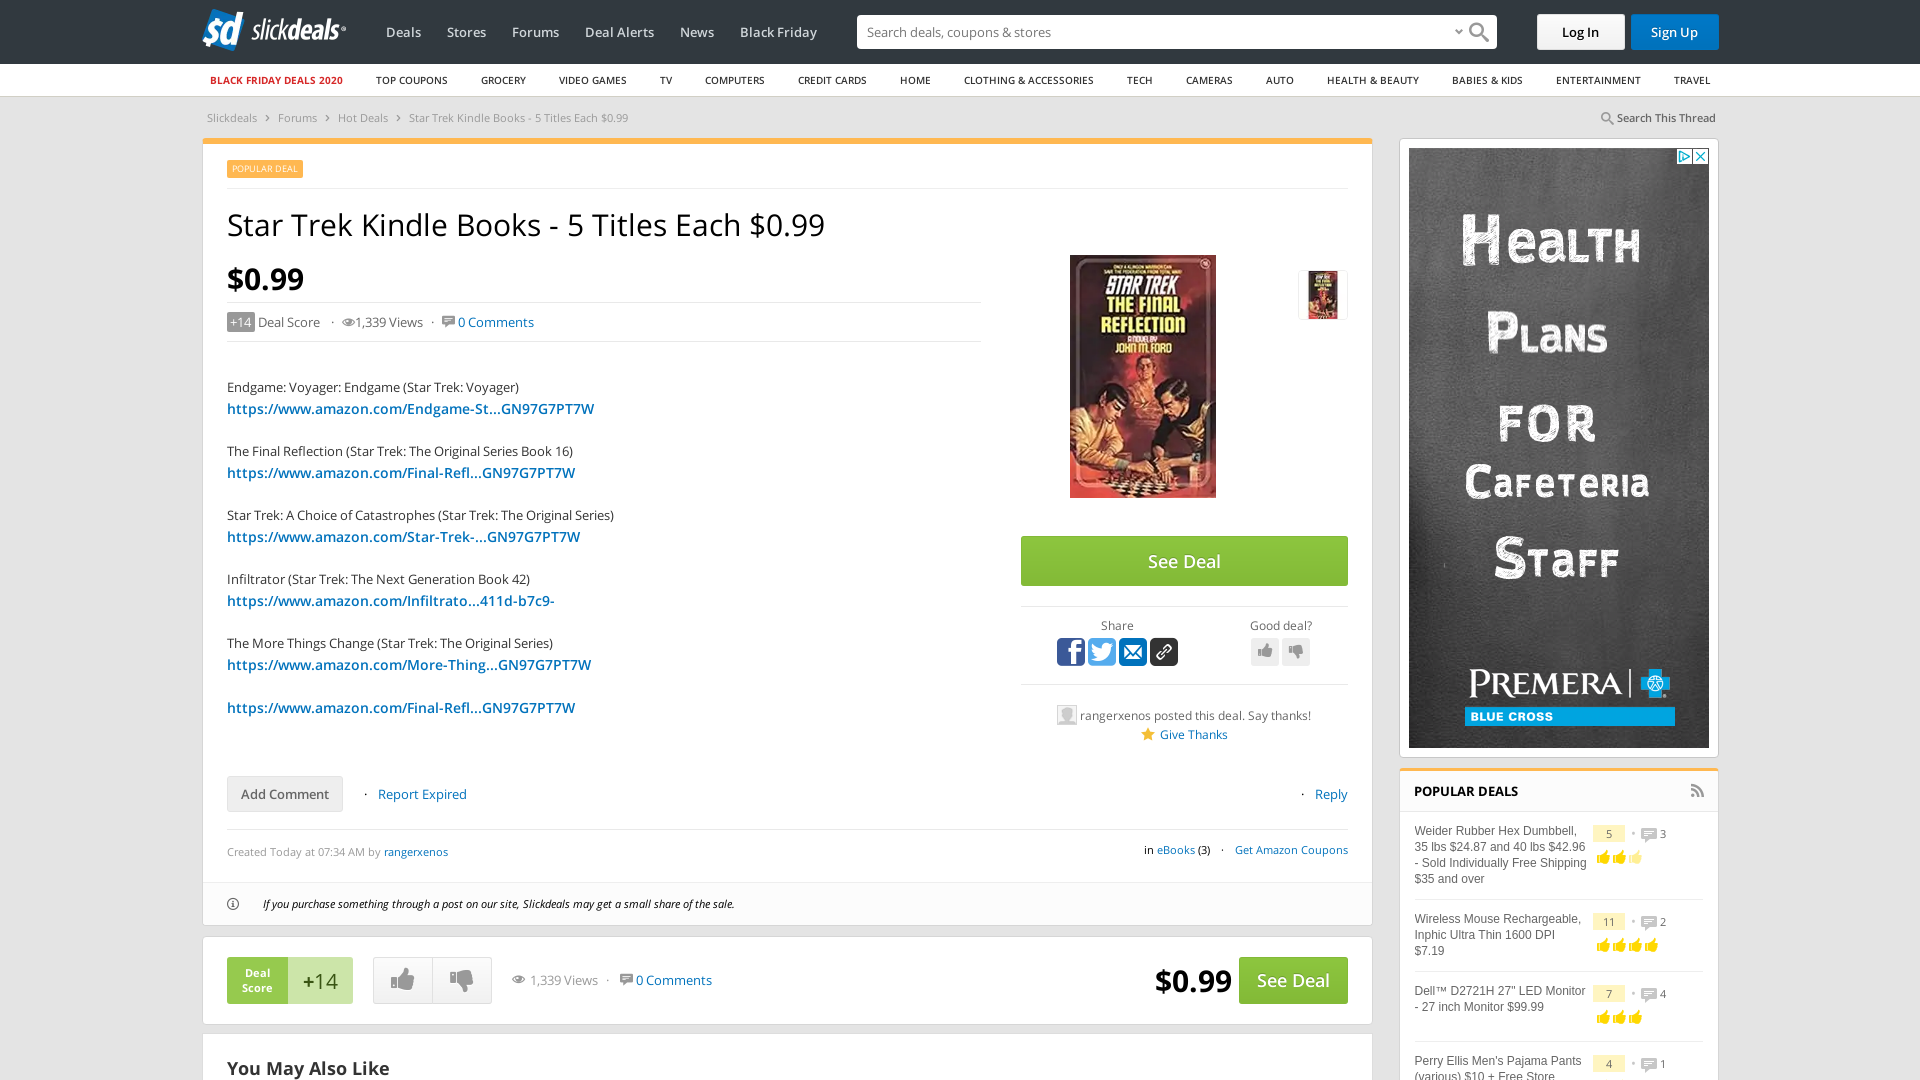 slickdeals
Deals
Stores
Forums
Deal Alerts
News
Black Friday
Search deals, coupons & shopping
Log In
Sign Up
BLACK FRIDAY DEALS 2020
TOP COUPONS
GROCERY
VIDEO GAMES
TV
COMPUTERS
CREDIT CARDS
HOME
CLOTHING & ACCESSORIES
TECH
CAMERAS
AUTO
HEALTH & BEAUTY
BABIES & KIDS
ENTERTAINMENT
TRAVEL
Slickdeals › Forums › Hot Deals › Star Trek Kindle Books - 5 Titles Each $0.99
Search This Thread
POPULAR DEAL
Star Trek Kindle Books - 5 Titles Each $0.99
$0.99
+14 Deal Score · 1,339 Views · 0 Comments
Endgame: Voyager: Endgame (Star Trek: Voyager)
https://www.amazon.com/Endgame-St...GN97G7PT7W
The Final Reflection (Star Trek: The Original Series Book 16)
https://www.amazon.com/Final-Refl...GN97G7PT7W
Star Trek: A Choice of Catastrophes (Star Trek: The Original Series)
https://www.amazon.com/Star-Trek-...GN97G7PT7W
Infiltrator (Star Trek: The Next Generation Book 42)
https://www.amazon.com/Infiltrato...411d-b7c9-
The More Things Change (Star Trek: The Original Series)
https://www.amazon.com/More-Thing...GN97G7PT7W
https://www.amazon.com/Final-Refl...GN97G7PT7W
STAR TREK
THE FINAL
REFLECTION
A NOVEL BY
JOHN M. FORD
See Deal
Share
Good deal?
rangerxenos posted this deal. Say thanks!
Give Thanks
Add Comment · Report Expired
· Reply
Created Today at 07:34 AM by rangerxenos
in eBooks (3) · Get Amazon Coupons
If you purchase something through a post on our site, Slickdeals may get a small share of the sale.
Deal
Score
+14
1,339 Views · 0 Comments
$0.99
See Deal
You May Also Like
HEALTH
PLANS
FOR
CAFETERIA
STAFF
PREMERA
BLUE CROSS
POPULAR DEALS
Weider Rubber Hex Dumbbell,
35 lbs $24.87 and 40 lbs $42.96
- Sold Individually Free Shipping
$35 and over
5 • 3
Wireless Mouse Rechargeable,
Inphic Ultra Thin 1600 DPI
$7.19
11 • 2
Dell™ D2721H 27" LED Monitor
- 27 inch Monitor $99.99
7 • 4
Perry Ellis Men's Pajama Pants
(various) $10 + Free Store
4 • 1